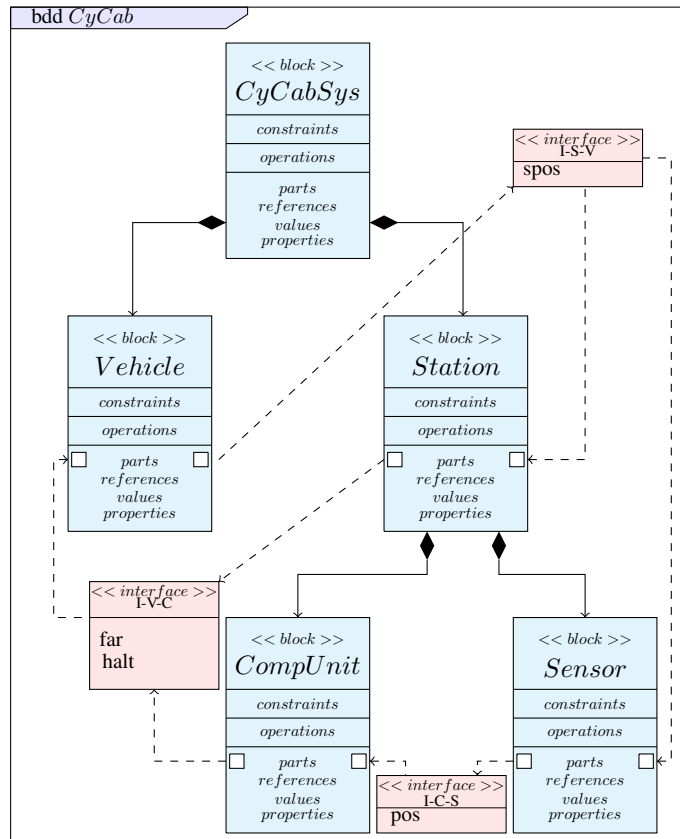 bdd CyCab
<< block >>
CyCabSys
constraints
operations
parts
references
values
properties
<< interface >>
I-S-V
spos
<< block >>
Vehicle
constraints
operations
parts
references
values
properties
<< block >>
Station
constraints
operations
parts
references
values
properties
<< interface >>
I-V-C
far
halt
<< block >>
CompUnit
constraints
operations
parts
references
values
properties
<< interface >>
I-C-S
pos
<< block >>
Sensor
constraints
operations
parts
references
values
properties